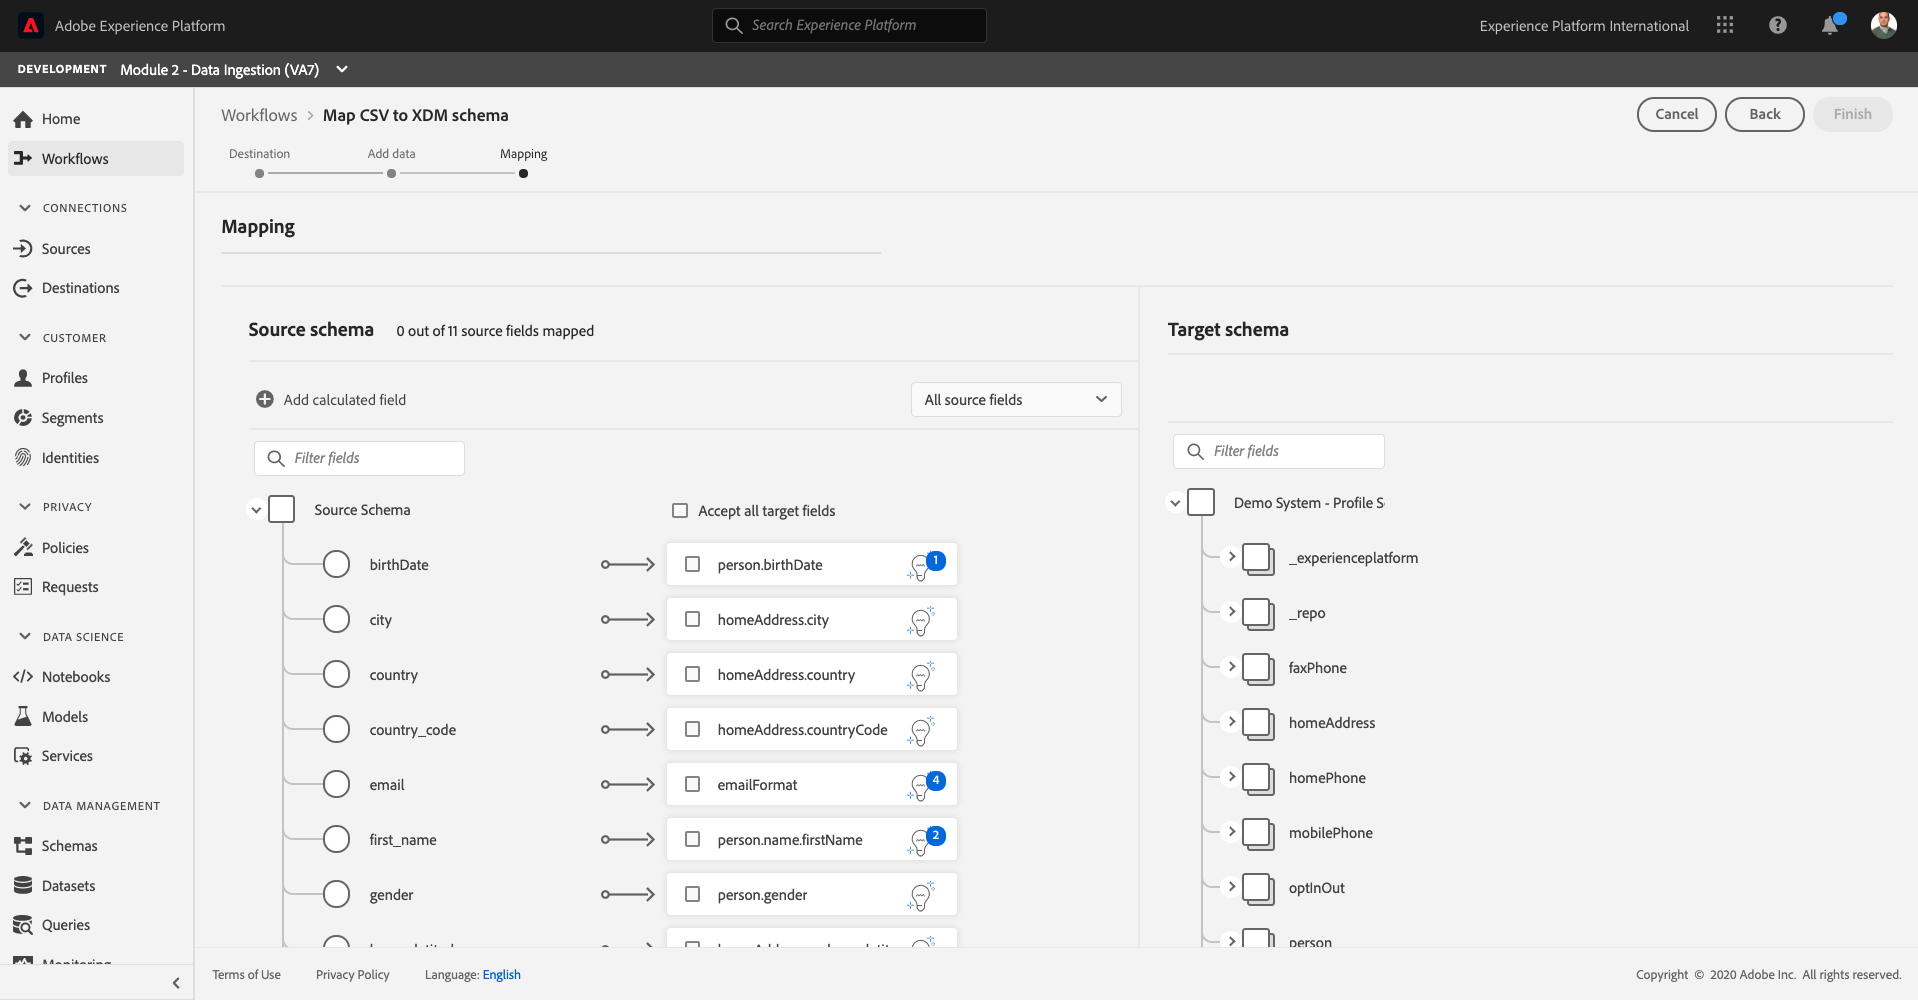 Adobe Experience Platform
Search Experience Platform
Experience Platform International
DEVELOPMENT Module 2 - Data Ingestion (VA7)
Home
Workflows
CONNECTIONS
Sources
Destinations
CUSTOMER
Profiles
Segments
Identities
PRIVACY
Policies
Requests
DATA SCIENCE
Notebooks
Models
Services
DATA MANAGEMENT
Schemas
Datasets
Queries
Monitoring
Workflows > Map CSV to XDM schema
Cancel
Back
Finish
Destination
Add data
Mapping
Mapping
Source schema 0 out of 11 source fields mapped
Add calculated field
All source fields
Filter fields
Source Schema
Accept all target fields
birthDate
person.birthDate
1
city
homeAddress.city
country
homeAddress.country
country_code
homeAddress.countryCode
email
emailFormat
4
first_name
person.name.firstName
2
gender
person.gender
Target schema
Filter fields
Demo System - Profile S
_experienceplatform
_repo
faxPhone
homeAddress
homePhone
mobilePhone
optInOut
person
Terms of Use
Privacy Policy
Language: English
Copyright © 2020 Adobe Inc. All rights reserved.